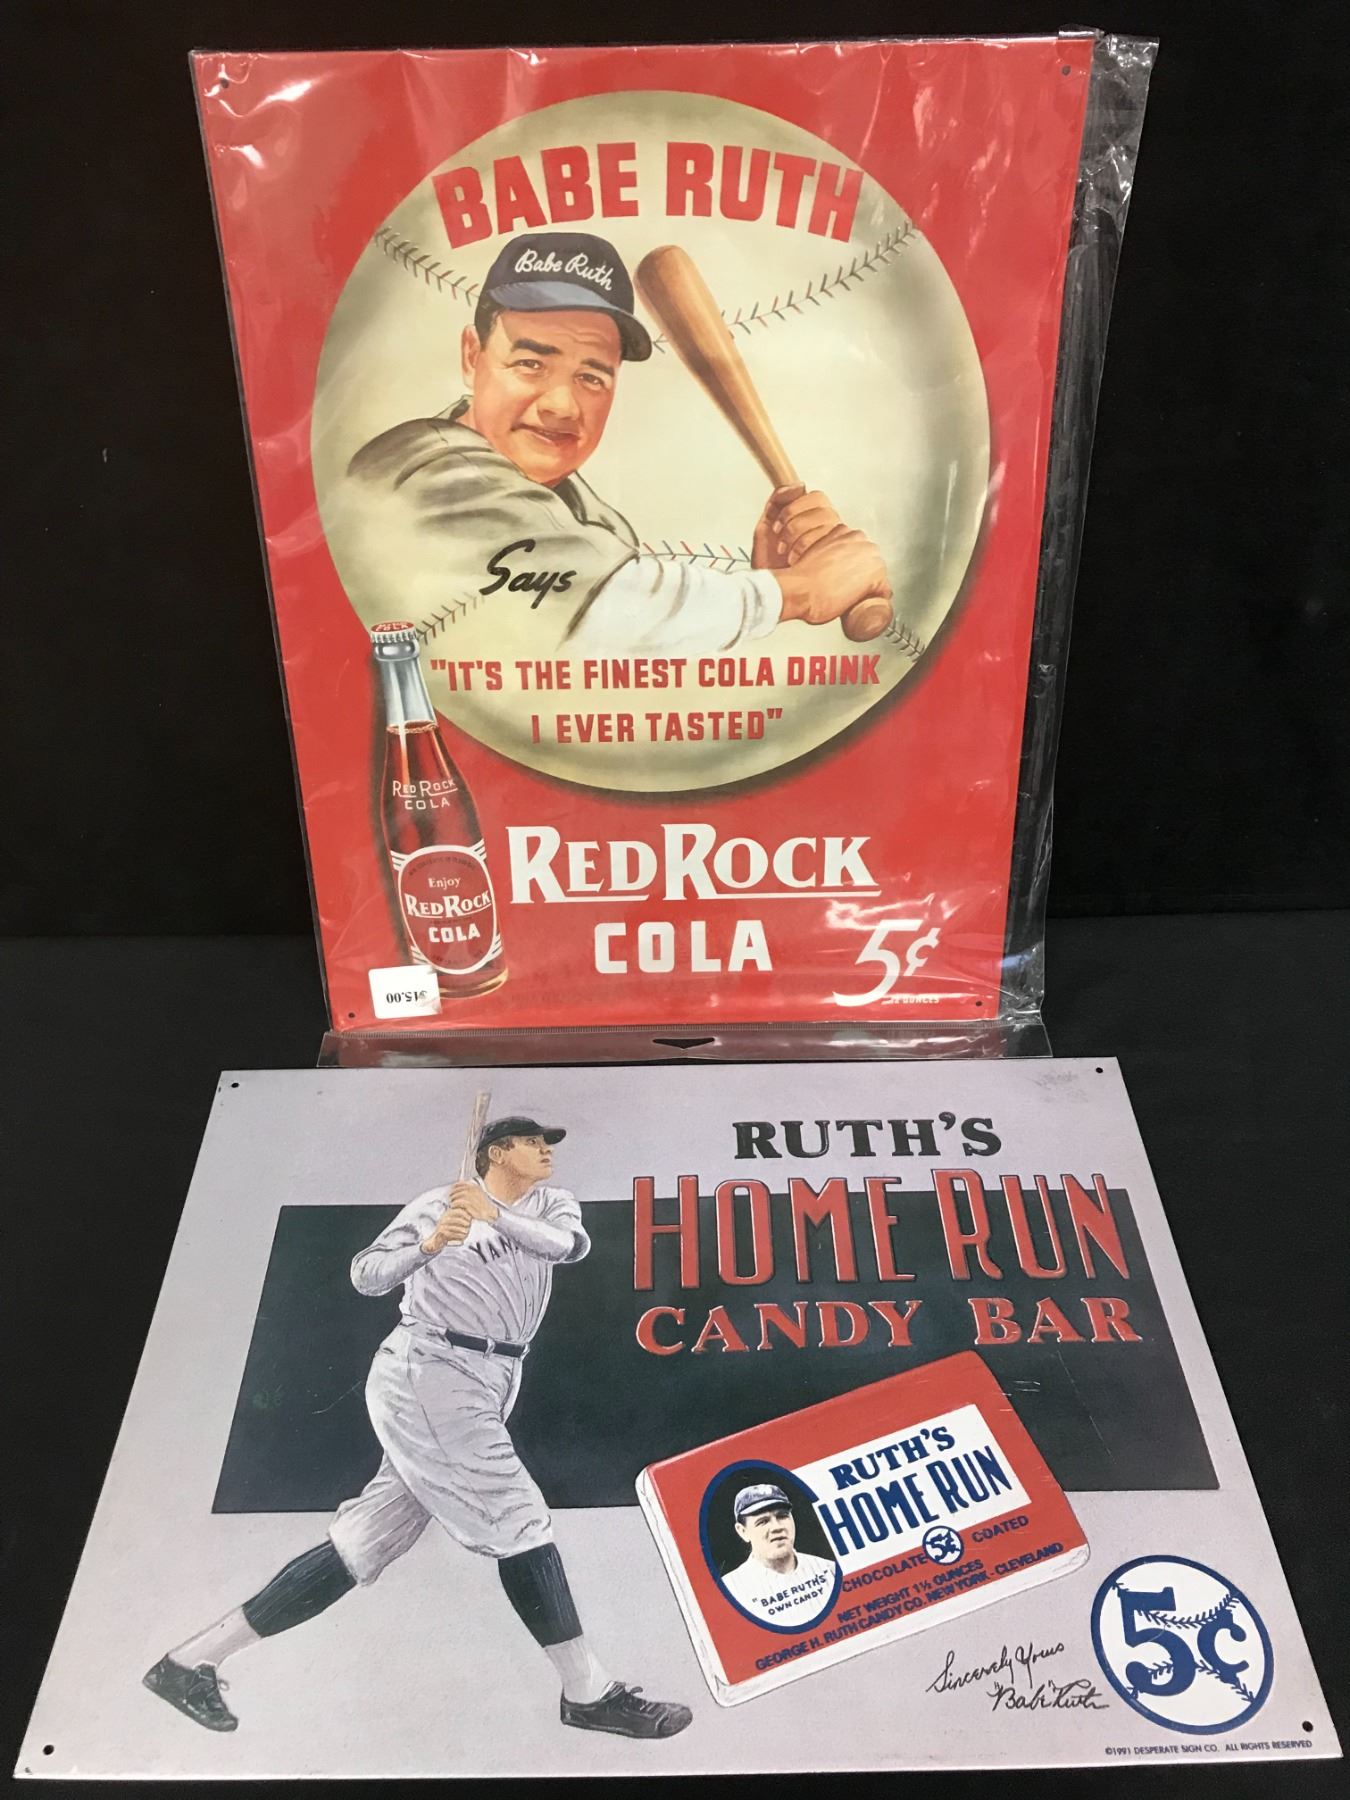 BABE RUTH
Babe Ruth
Says
"IT'S THE FINEST COLA DRINK
I EVER TASTED"
RED ROCK
COLA
Enjoy
RED ROCK
COLA
RED ROCK
COLA
5¢
12 OUNCES
$15.00
RUTH'S
HOME RUN
CANDY BAR
YAN
RUTH'S
HOME RUN
"BABE RUTH'S"
OWN CANDY
CHOCOLATE 5¢ COATED
NET WEIGHT 1½ OUNCES
GEORGE H. RUTH CANDY CO. NEW YORK - CLEVELAND
Sincerely Yours
"Babe" Ruth
5¢
©1991 DESPERATE SIGN CO. ALL RIGHTS RESERVED